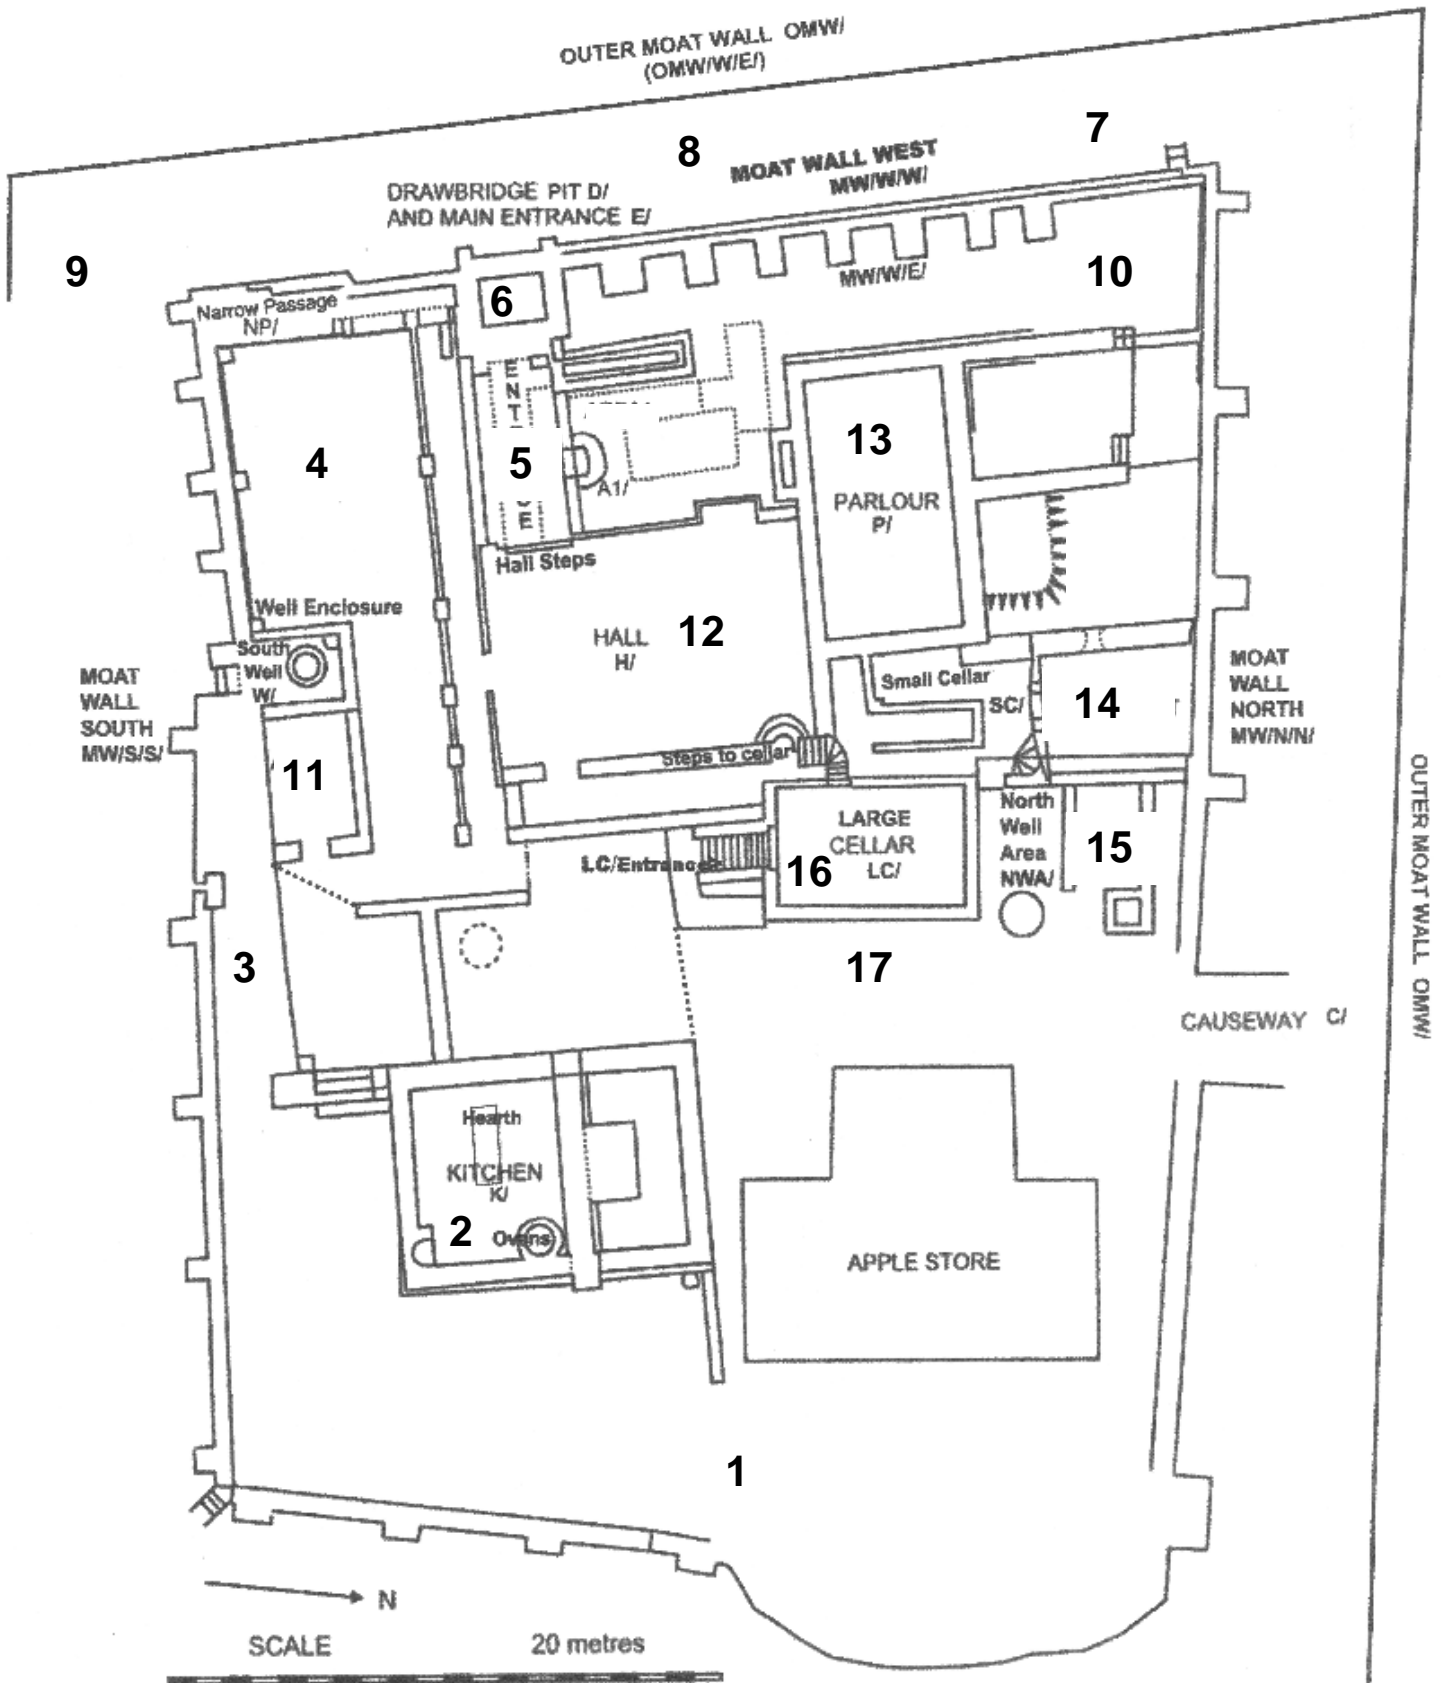 OUTER MOAT WALL OMW/
(OMW/W/E/)
7
8
MOAT WALL WEST
MW/W/W/
DRAWBRIDGE PIT D/
AND MAIN ENTRANCE E/
9
10
MW/W/E/
6
Narrow Passage
NP/
E
N
T
4
5
13
A1/
E
PARLOUR
P/
Hall Steps
Well Enclosure
12
HALL
H/
South
Well
W/
MOAT
WALL
SOUTH
MW/S/S/
Small Cellar
SC/
14
MOAT
WALL
NORTH
MW/N/N/
11
Steps to cellar
LARGE
CELLAR
LC/
North
Well
Area
NWA/
15
LC/Entrance
16
OUTER MOAT WALL OMW/
3
17
CAUSEWAY C/
Hearth
KITCHEN
K/
2
Ovens
APPLE STORE
1
N
SCALE
20 metres